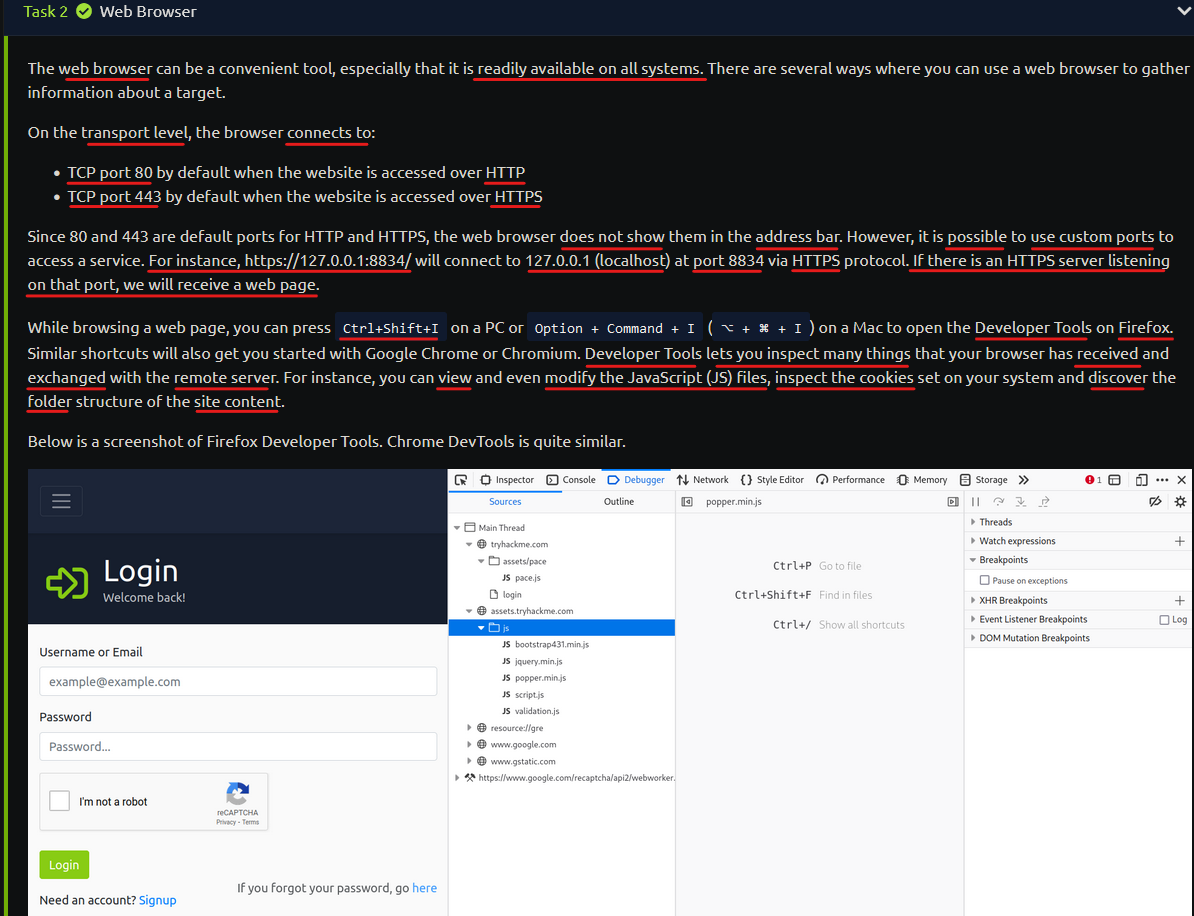 Task 2 Web Browser
The web browser can be a convenient tool, especially that it is readily available on all systems. There are several ways where you can use a web browser to gather
information about a target.
On the transport level, the browser connects to:
• TCP port 80 by default when the website is accessed over HTTP
• TCP port 443 by default when the website is accessed over HTTPS
Since 80 and 443 are default ports for HTTP and HTTPS, the web browser does not show them in the address bar. However, it is possible to use custom ports to
access a service. For instance, https://127.0.0.1:8834/ will connect to 127.0.0.1 (localhost) at port 8834 via HTTPS protocol. If there is an HTTPS server listening
on that port, we will receive a web page.
While browsing a web page, you can press Ctrl+Shift+I on a PC or Option + Command + I ( ⌥ + ⌘ + I ) on a Mac to open the Developer Tools on Firefox.
Similar shortcuts will also get you started with Google Chrome or Chromium. Developer Tools lets you inspect many things that your browser has received and
exchanged with the remote server. For instance, you can view and even modify the JavaScript (JS) files, inspect the cookies set on your system and discover the
folder structure of the site content.
Below is a screenshot of Firefox Developer Tools. Chrome DevTools is quite similar.
Login
Welcome back!
Username or Email
example@example.com
Password
Password...
I'm not a robot
reCAPTCHA
Privacy - Terms
Login
If you forgot your password, go here
Need an account? Signup
Inspector Console Debugger Network {} Style Editor Performance Memory Storage 1
Sources Outline
Main Thread
tryhackme.com
assets/pace
JS pace.js
login
assets.tryhackme.com
js
JS bootstrap431.min.js
JS jquery.min.js
JS popper.min.js
JS script.js
JS validation.js
resource://gre
www.google.com
www.gstatic.com
https://www.google.com/recaptcha/api2/webworker.
popper.min.js
Ctrl+P Go to file
Ctrl+Shift+F Find in files
Ctrl+/ Show all shortcuts
Threads
Watch expressions
Breakpoints
Pause on exceptions
XHR Breakpoints
Event Listener Breakpoints Log
DOM Mutation Breakpoints